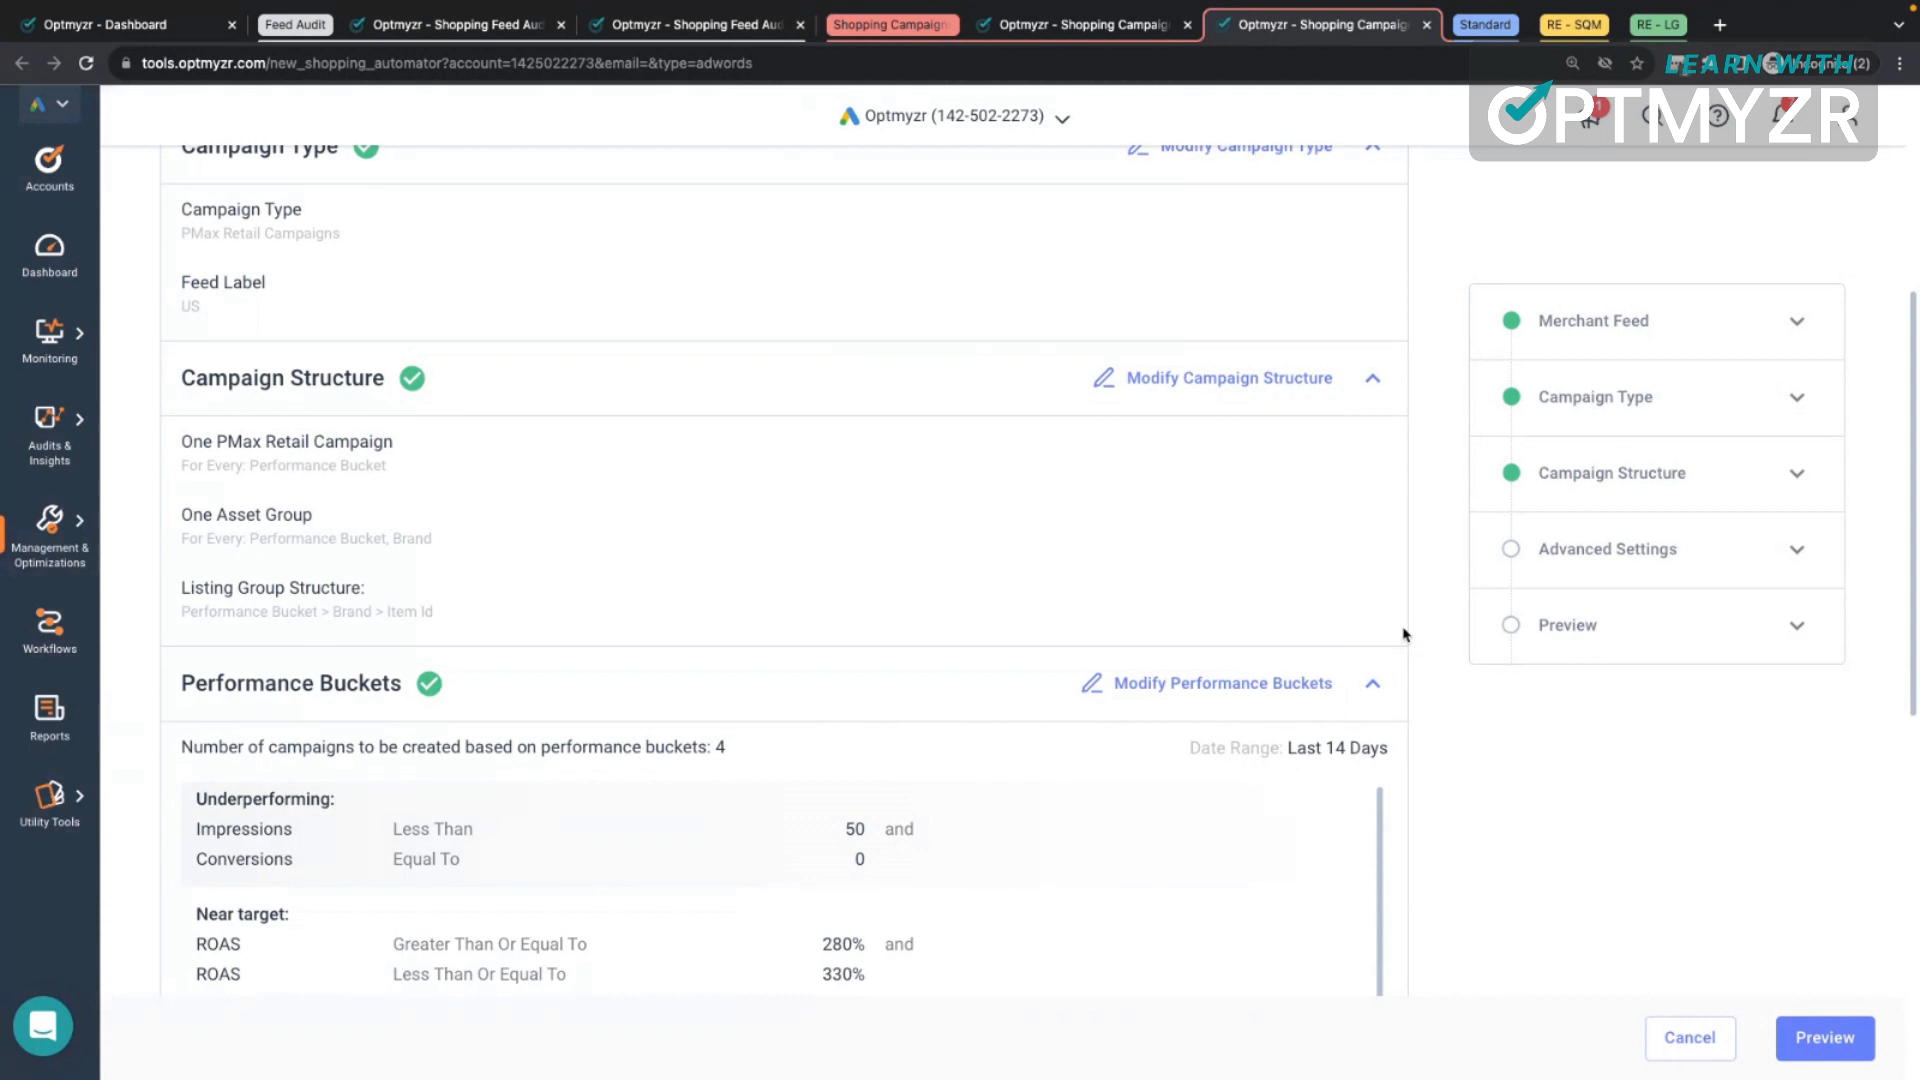 Optmyzr - Dashboard
Feed Audit
Optmyzr - Shopping Feed Aud
Optmyzr - Shopping Feed Aud
Shopping Campaign
Optmyzr - Shopping Campaig
Optmyzr - Shopping Campaig
Standard
RE - SQM
RE - LG
tools.optmyzr.com/new_shopping_automator?account=1425022273&email=&type=adwords
LEARN WITH
OPTMYZR
Optmyzr (142-502-2273)
1
Accounts
Dashboard
Monitoring
Audits &
Insights
Management &
Optimizations
Workflows
Reports
Utility Tools
Campaign Type
Modify Campaign Type
Campaign Type
PMax Retail Campaigns
Feed Label
US
Campaign Structure
Modify Campaign Structure
One PMax Retail Campaign
For Every: Performance Bucket
One Asset Group
For Every: Performance Bucket, Brand
Listing Group Structure:
Performance Bucket > Brand > Item Id
Performance Buckets
Modify Performance Buckets
Number of campaigns to be created based on performance buckets: 4
Date Range: Last 14 Days
Underperforming:
Impressions Less Than 50 and
Conversions Equal To 0
Near target:
ROAS Greater Than Or Equal To 280% and
ROAS Less Than Or Equal To 330%
Merchant Feed
Campaign Type
Campaign Structure
Advanced Settings
Preview
Cancel
Preview